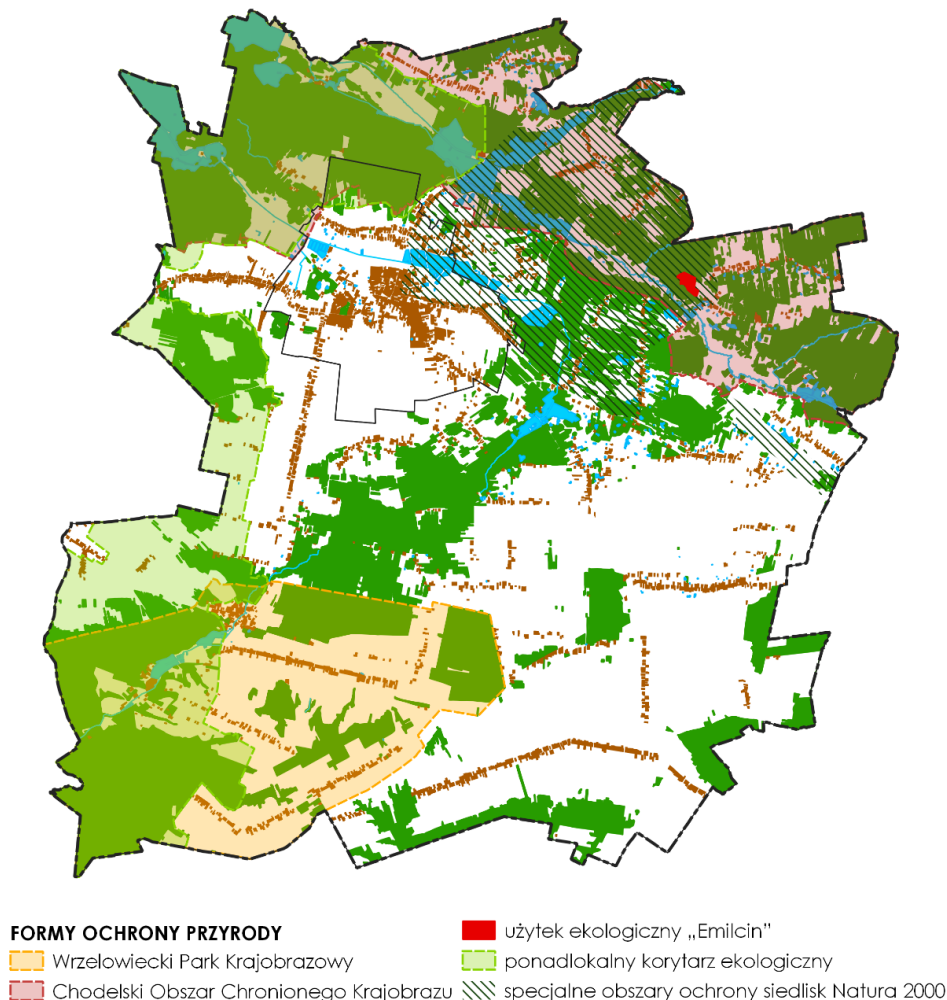 FORMY OCHRONY PRZYRODY
Wrzelowiecki Park Krajobrazowy
Chodelski Obszar Chronionego Krajobrazu
użytek ekologiczny „Emilcin”
ponadlokalny korytarz ekologiczny
specjalne obszary ochrony siedlisk Natura 2000